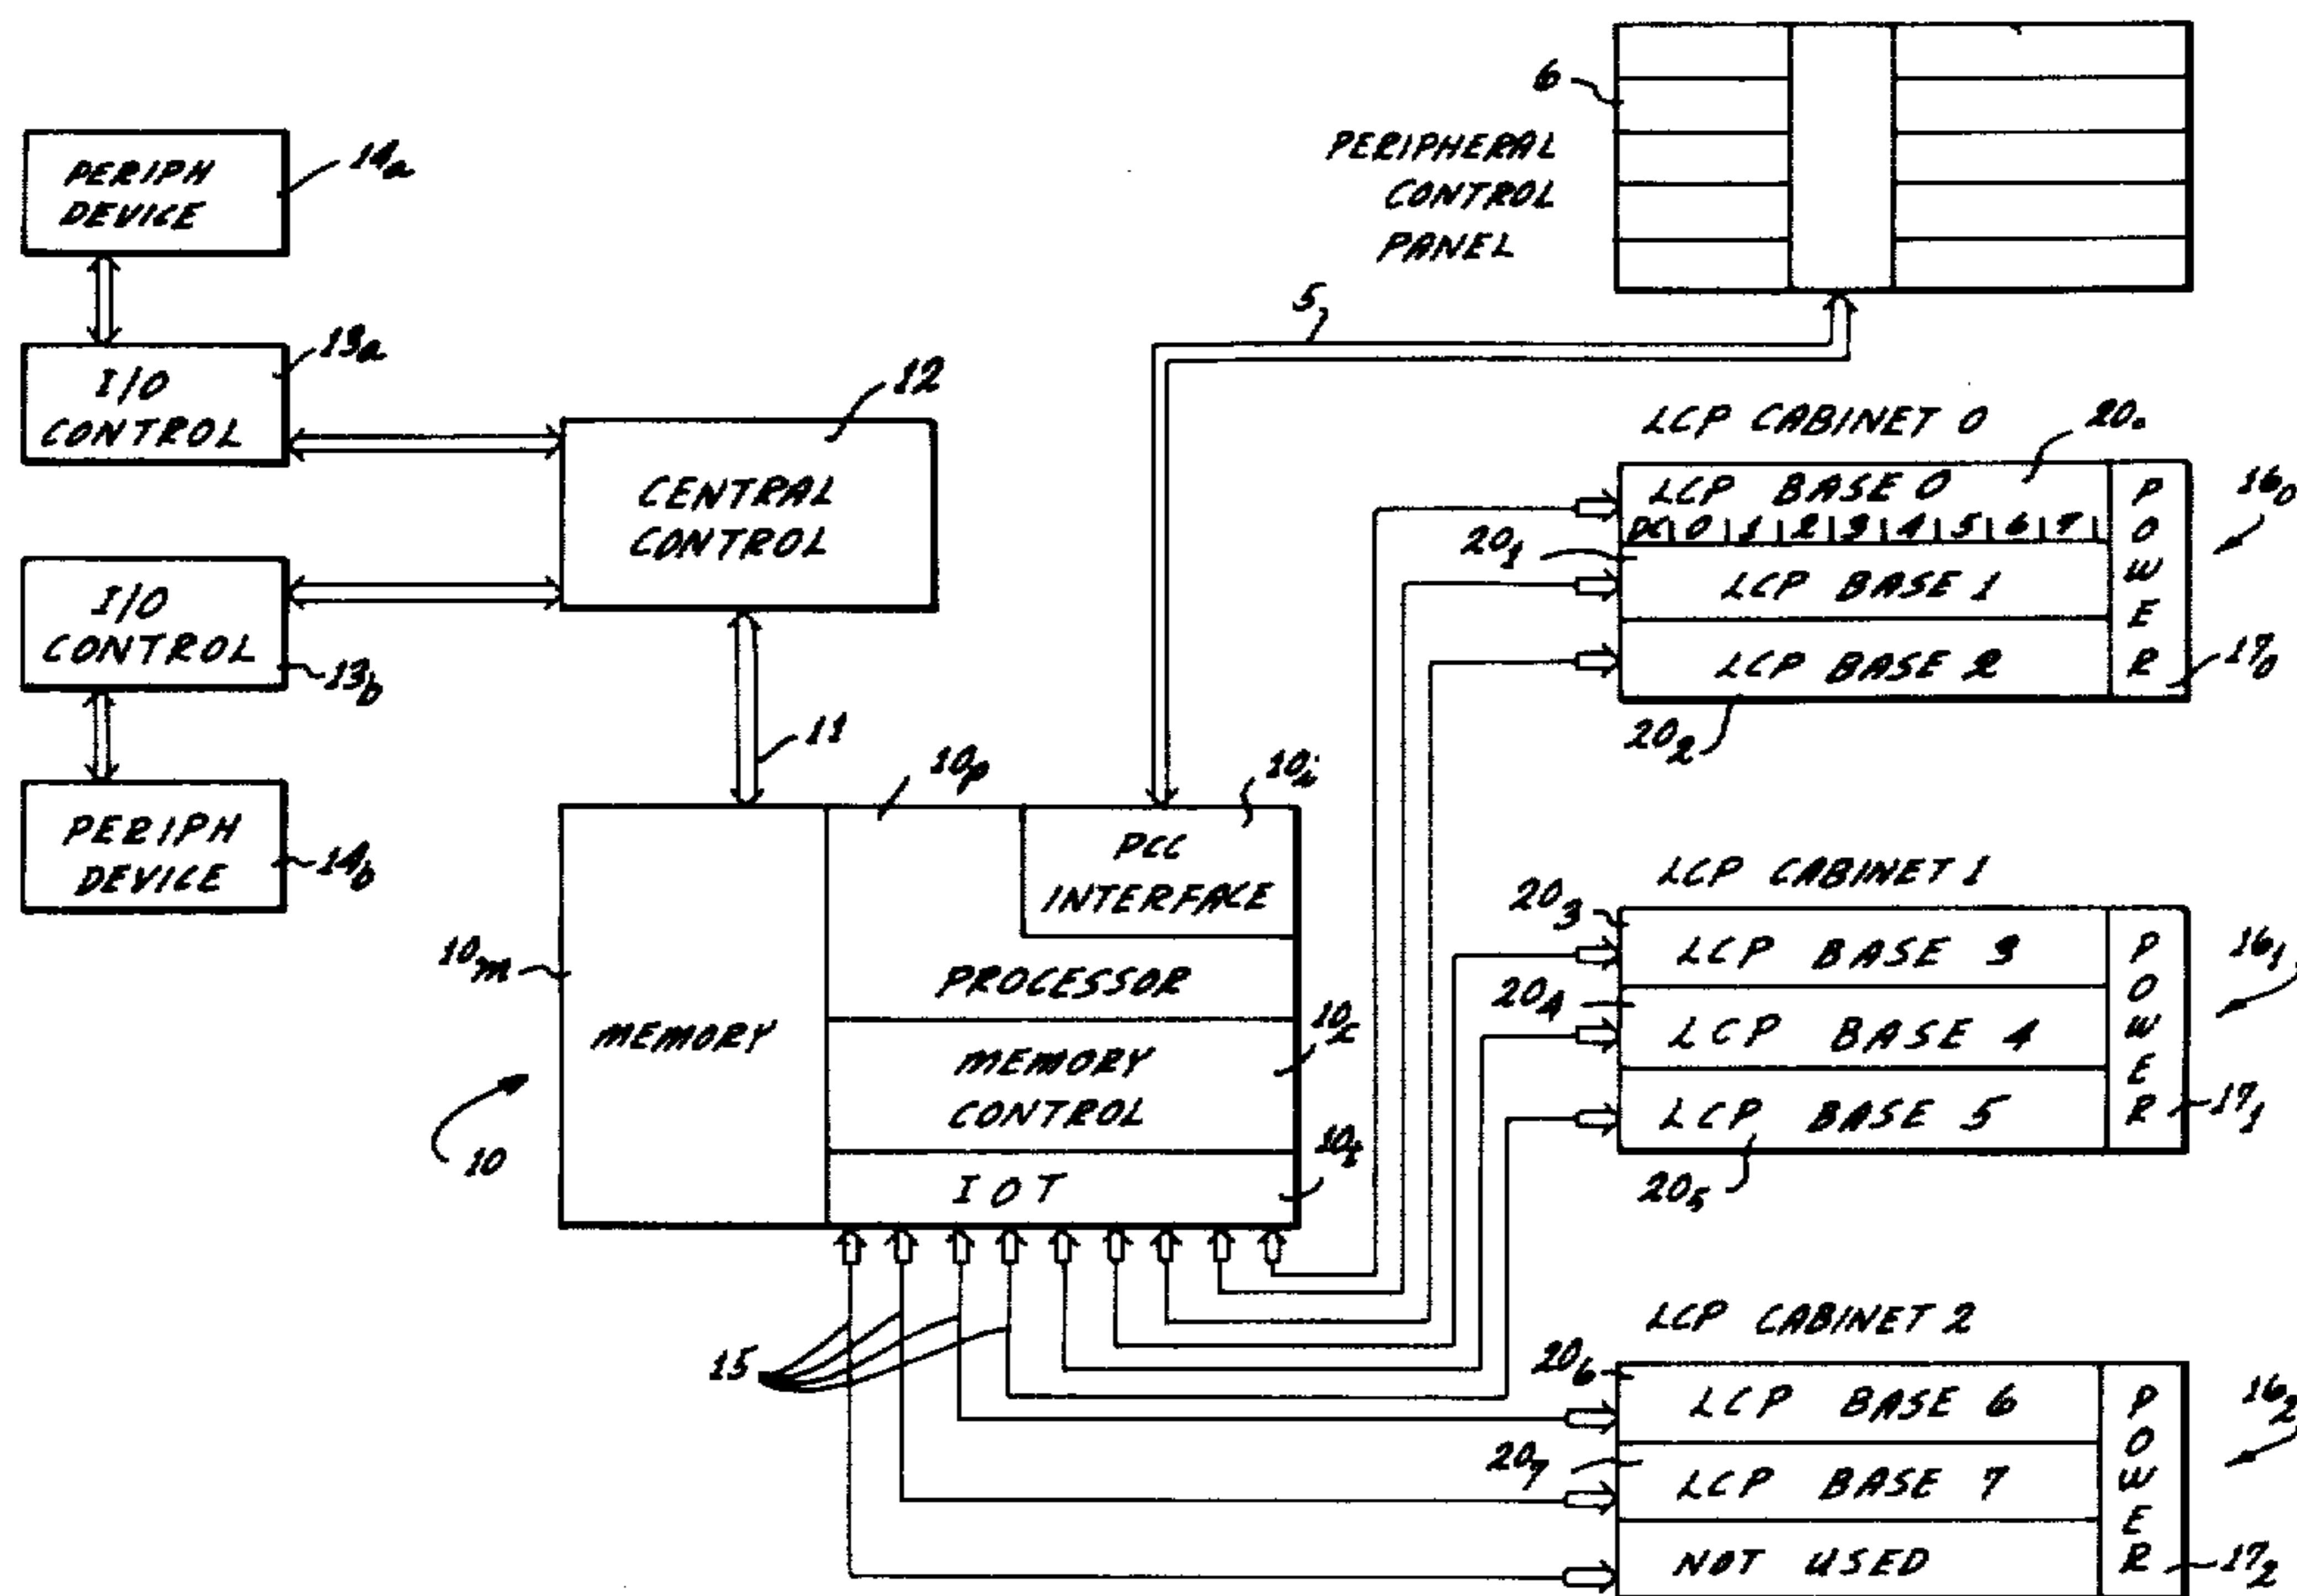 6
PERIPHERAL
CONTROL
PANEL
5
PERIPH
DEVICE
14a
I/O
CONTROL
13a
I/O
CONTROL
13b
PERIPH
DEVICE
14b
CENTRAL
CONTROL
12
11
10p
10i
PCC
INTERFACE
10m
MEMORY
PROCESSOR
10c
MEMORY
CONTROL
10t
IOT
10
15
LCP CABINET 0
20o
LCP BASE 0
DC 0 1 2 3 4 5 6 7
201
LCP BASE 1
LCP BASE 2
202
POWER
160
170
LCP CABINET 1
203
LCP BASE 3
204
LCP BASE 4
LCP BASE 5
205
POWER
161
171
LCP CABINET 2
206
LCP BASE 6
207
LCP BASE 7
NOT USED
POWER
162
172